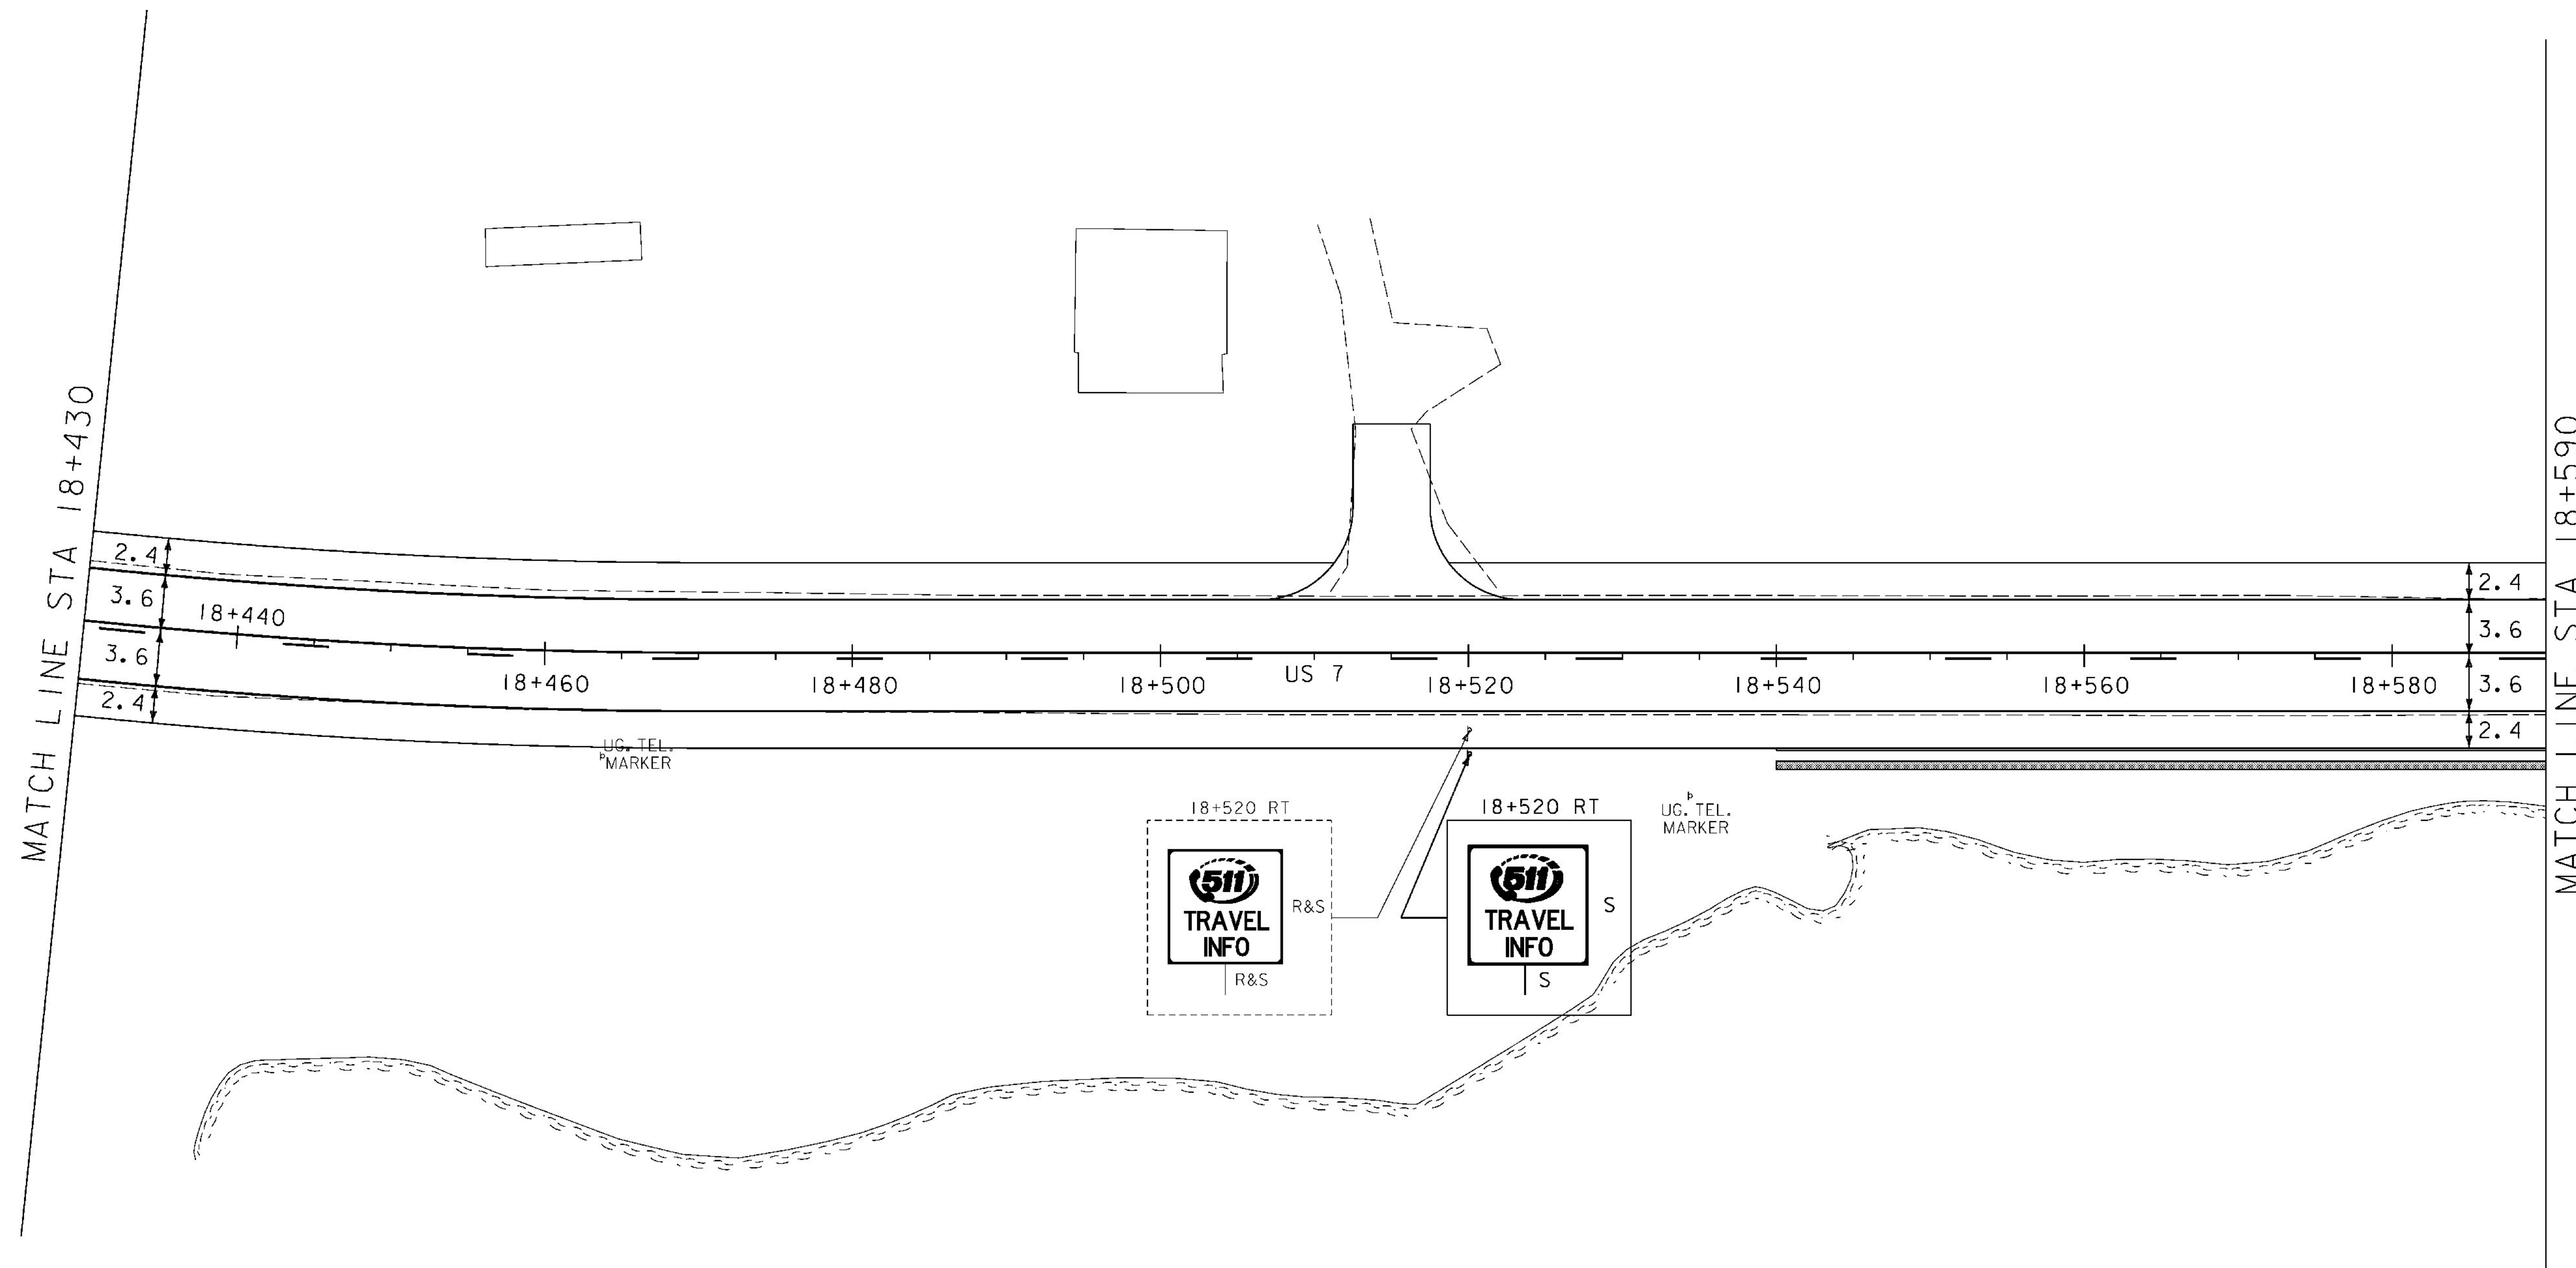 MATCH LINE STA 18+430
MATCH LINE STA 18+590
2.4
3.6
3.6
2.4
2.4
3.6
3.6
2.4
18+440
18+460
18+480
18+500
US 7
18+520
18+540
18+560
18+580
UG. TEL.
MARKER
18+520 RT
511
TRAVEL
INFO
R&S
R&S
18+520 RT
511
TRAVEL
INFO
S
S
UG. TEL.
MARKER